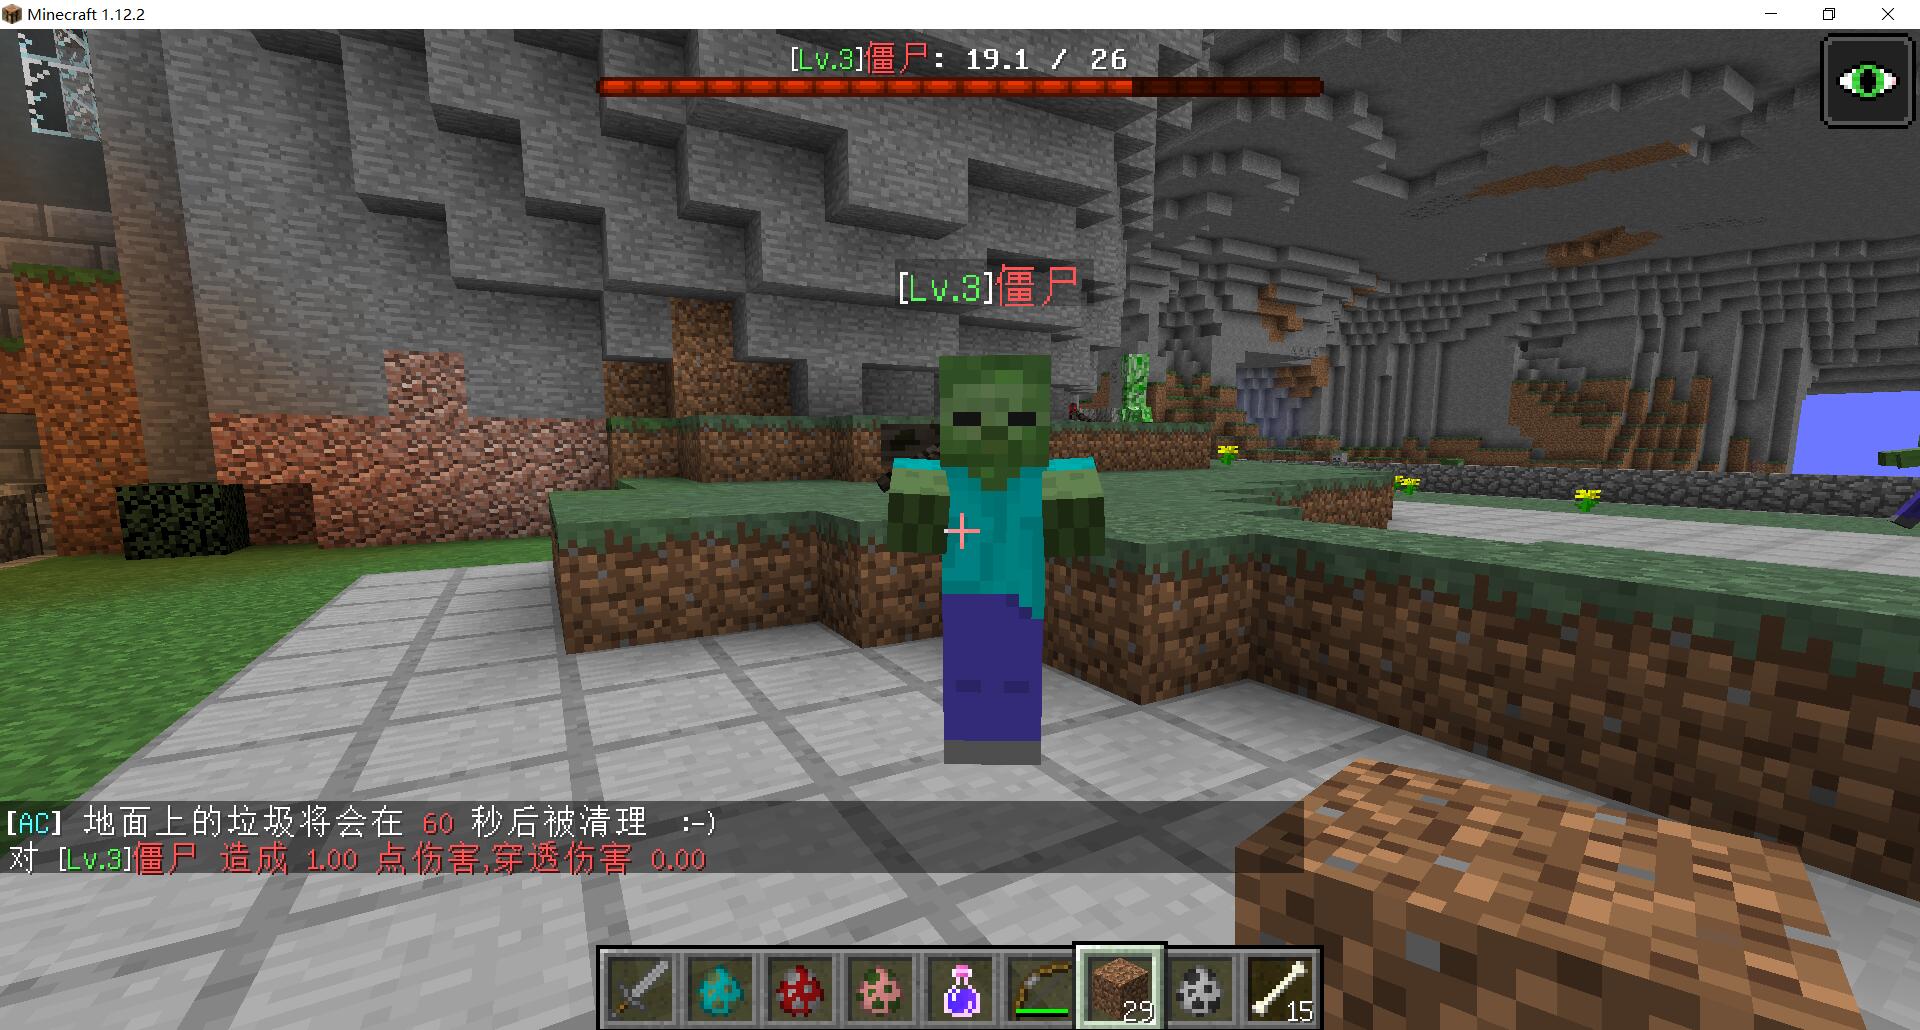 Minecraft 1.12.2
[Lv.3]僵尸: 19.1 / 26
[Lv.3]僵尸
[AC] 地面上的垃圾将会在 60 秒后被清理 :-)
对 [Lv.3]僵尸 造成 1.00 点伤害,穿透伤害 0.00
29
15